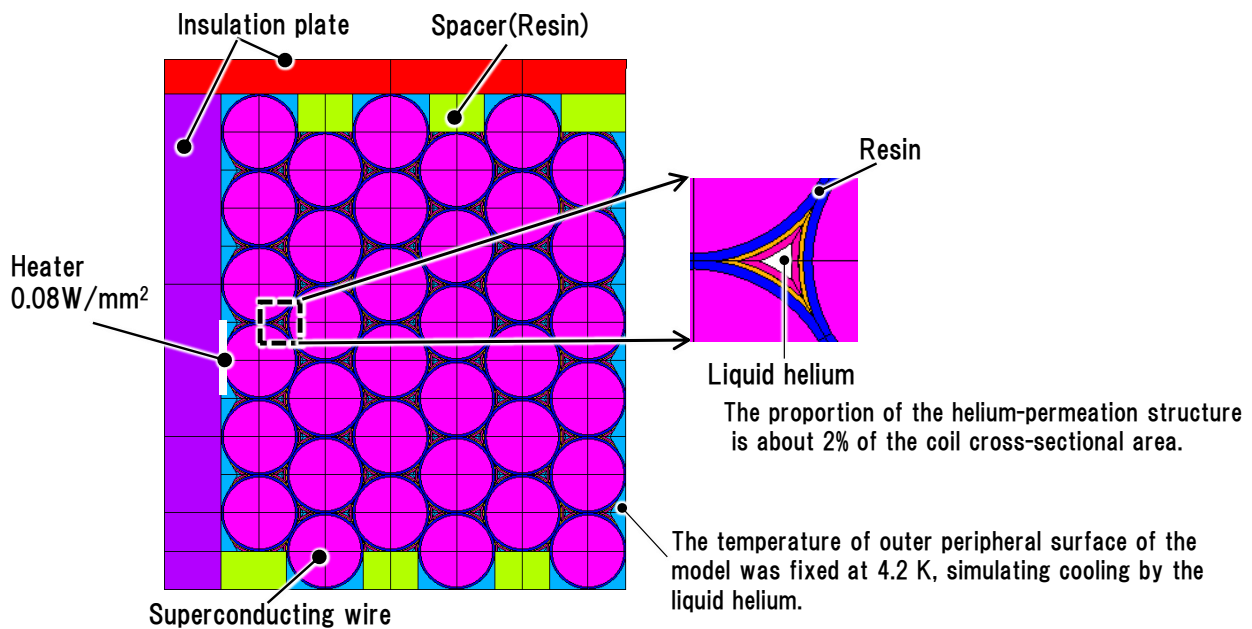 Insulation plate
Spacer(Resin)
Resin
Heater
0.08W/mm²
Liquid helium
The proportion of the helium-permeation structure
is about 2% of the coil cross-sectional area.
The temperature of outer peripheral surface of the
model was fixed at 4.2 K, simulating cooling by the
liquid helium.
Superconducting wire